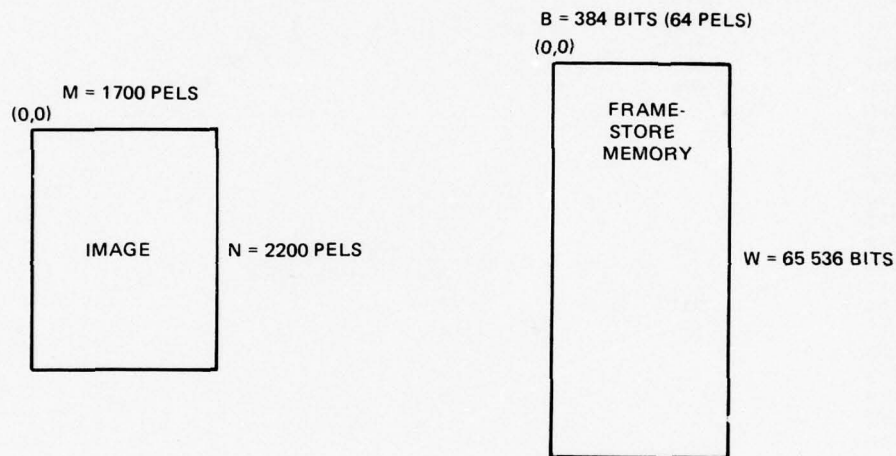 M = 1700 PELS
(0,0)
IMAGE
N = 2200 PELS
B = 384 BITS (64 PELS)
(0,0)
FRAME-
STORE
MEMORY
W = 65 536 BITS